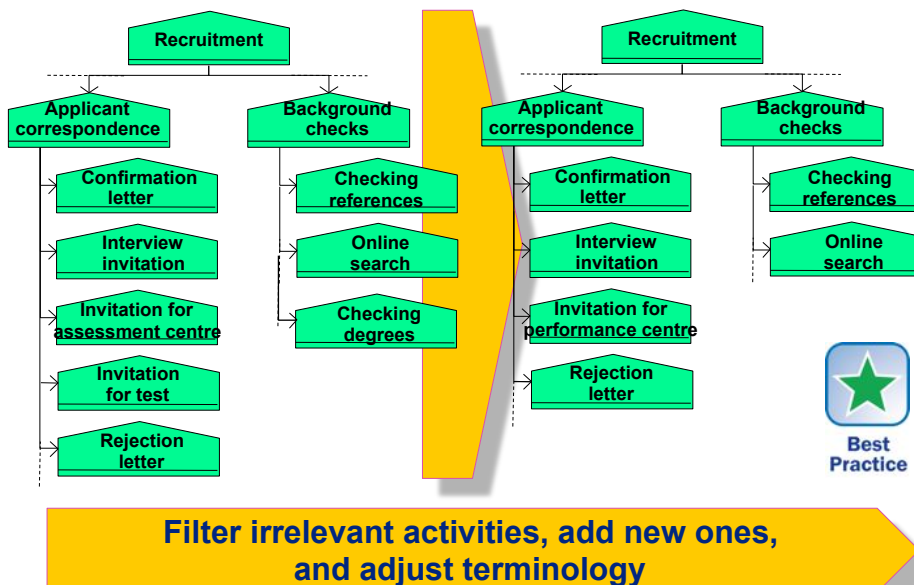 Recruitment
Applicant
correspondence
Background
checks
Confirmation
letter
Checking
references
Interview
invitation
Online
search
Invitation for
assessment centre
Checking
degrees
Invitation
for test
Rejection
letter
Recruitment
Applicant
correspondence
Background
checks
Confirmation
letter
Checking
references
Interview
invitation
Online
search
Invitation for
performance centre
Rejection
letter
Best
Practice
Filter irrelevant activities, add new ones,
and adjust terminology